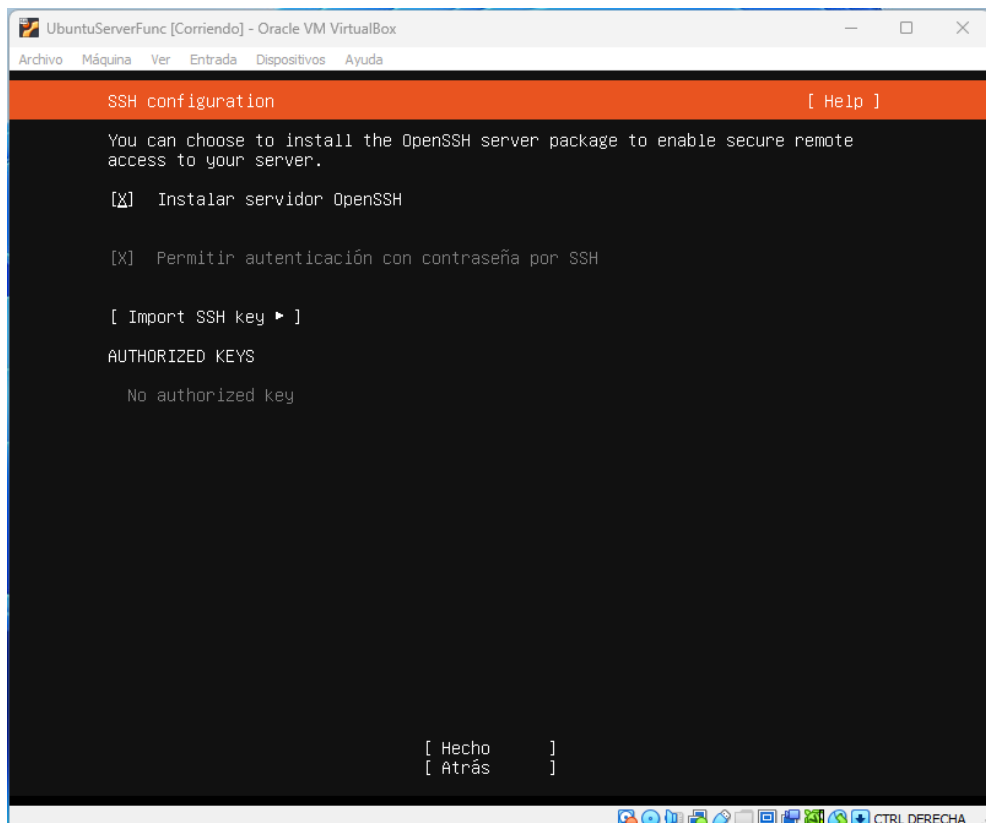 UbuntuServerFunc [Corriendo] - Oracle VM VirtualBox
Archivo Máquina Ver Entrada Dispositivos Ayuda
SSH configuration [ Help ]
You can choose to install the OpenSSH server package to enable secure remote
access to your server.
[X] Instalar servidor OpenSSH
[X] Permitir autenticación con contraseña por SSH
[ Import SSH key ▸ ]
AUTHORIZED KEYS
No authorized key
[ Hecho ]
[ Atrás ]
CTRL DERECHA